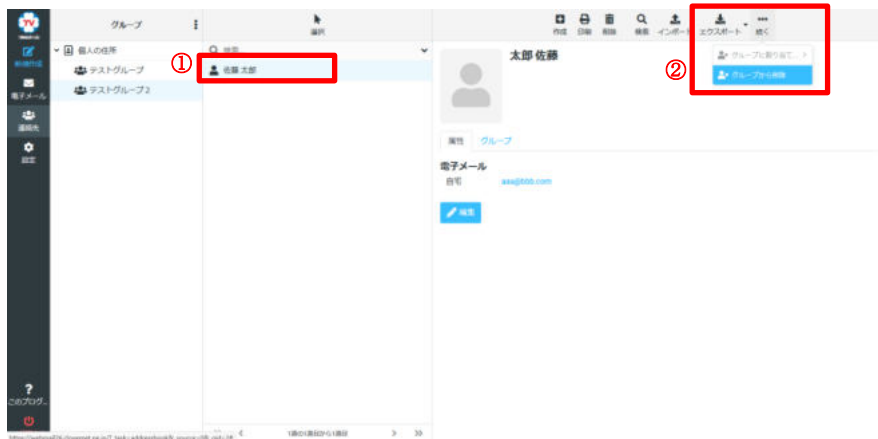 TV
グループ
選択
作成
印刷
削除
検索
インポート
エクスポート
続く
新規作成
電子メール
連絡先
設定
このプログ..
個人の住所
テストグループ
テストグループ2
検索
①
佐藤 太郎
太郎 佐藤
②
グループに割り当て...
グループから削除
属性
グループ
電子メール
自宅
aaa@bbb.com
編集